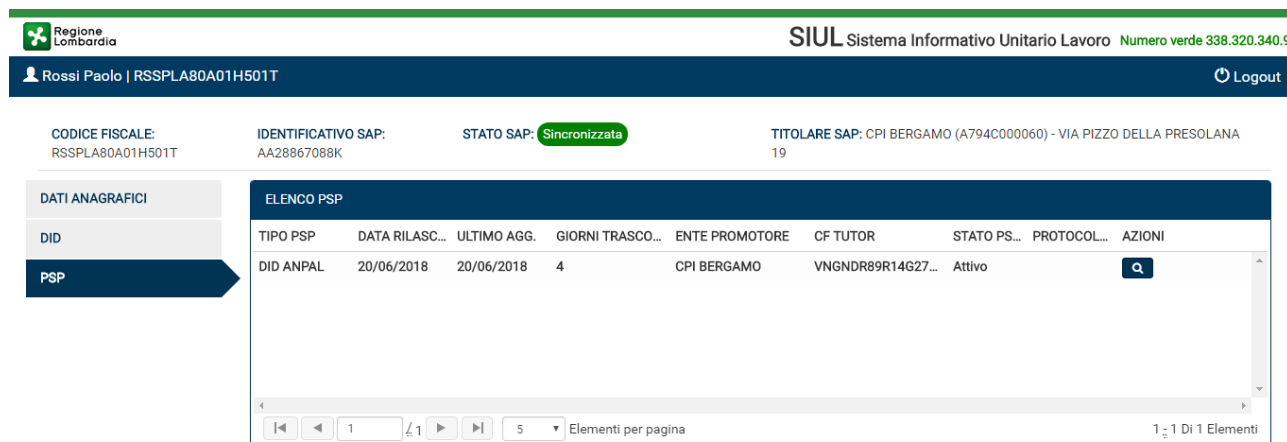 Regione
Lombardia
SIUL Sistema Informativo Unitario Lavoro Numero verde 338.320.340.9
Rossi Paolo | RSSPLA80A01H501T
Logout
CODICE FISCALE: IDENTIFICATIVO SAP: STATO SAP: Sincronizzata TITOLARE SAP: CPI BERGAMO (A794C000060) - VIA PIZZO DELLA PRESOLANA
RSSPLA80A01H501T AA28867088K 19
DATI ANAGRAFICI
DID
PSP
ELENCO PSP
TIPO PSP DATA RILASC... ULTIMO AGG. GIORNI TRASCO... ENTE PROMOTORE CF TUTOR STATO PS... PROTOCOL... AZIONI
DID ANPAL 20/06/2018 20/06/2018 4 CPI BERGAMO VNGNDR89R14G27... Attivo
1 / 1 5 Elementi per pagina 1 - 1 Di 1 Elementi